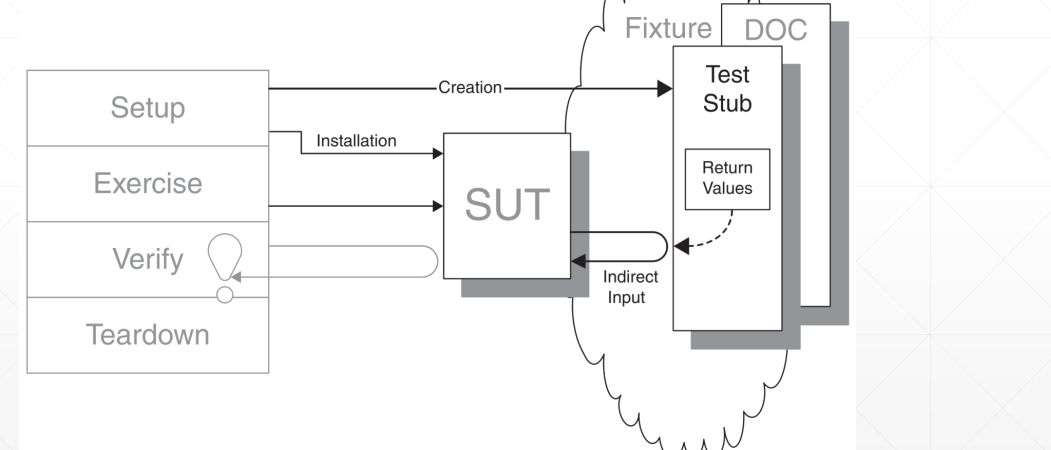 Fixture
DOC
Creation
Test
Stub
Setup
Installation
Return
Values
Exercise
SUT
Verify
Indirect
Input
Teardown